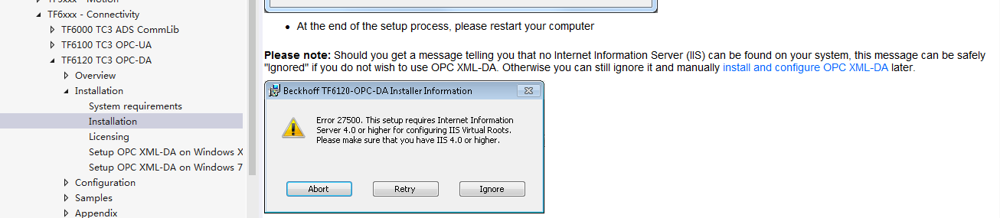 TF5xxx - Motion
TF6xxx - Connectivity
TF6000 TC3 ADS CommLib
TF6100 TC3 OPC-UA
TF6120 TC3 OPC-DA
Overview
Installation
System requirements
Installation
Licensing
Setup OPC XML-DA on Windows X
Setup OPC XML-DA on Windows 7
Configuration
Samples
Appendix
At the end of the setup process, please restart your computer
Please note: Should you get a message telling you that no Internet Information Server (IIS) can be found on your system, this message can be safely
"Ignored" if you do not wish to use OPC XML-DA. Otherwise you can still ignore it and manually install and configure OPC XML-DA later.
Beckhoff TF6120-OPC-DA Installer Information
Error 27500. This setup requires Internet Information
Server 4.0 or higher for configuring IIS Virtual Roots.
Please make sure that you have IIS 4.0 or higher.
Abort
Retry
Ignore